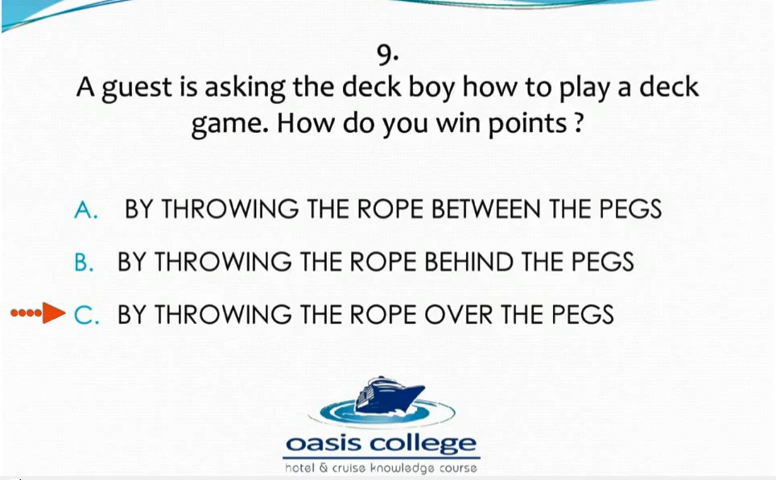 9.
A guest is asking the deck boy how to play a deck
game. How do you win points ?
A. BY THROWING THE ROPE BETWEEN THE PEGS
B. BY THROWING THE ROPE BEHIND THE PEGS
C. BY THROWING THE ROPE OVER THE PEGS
oasis college
hotel & cruise knowledge course